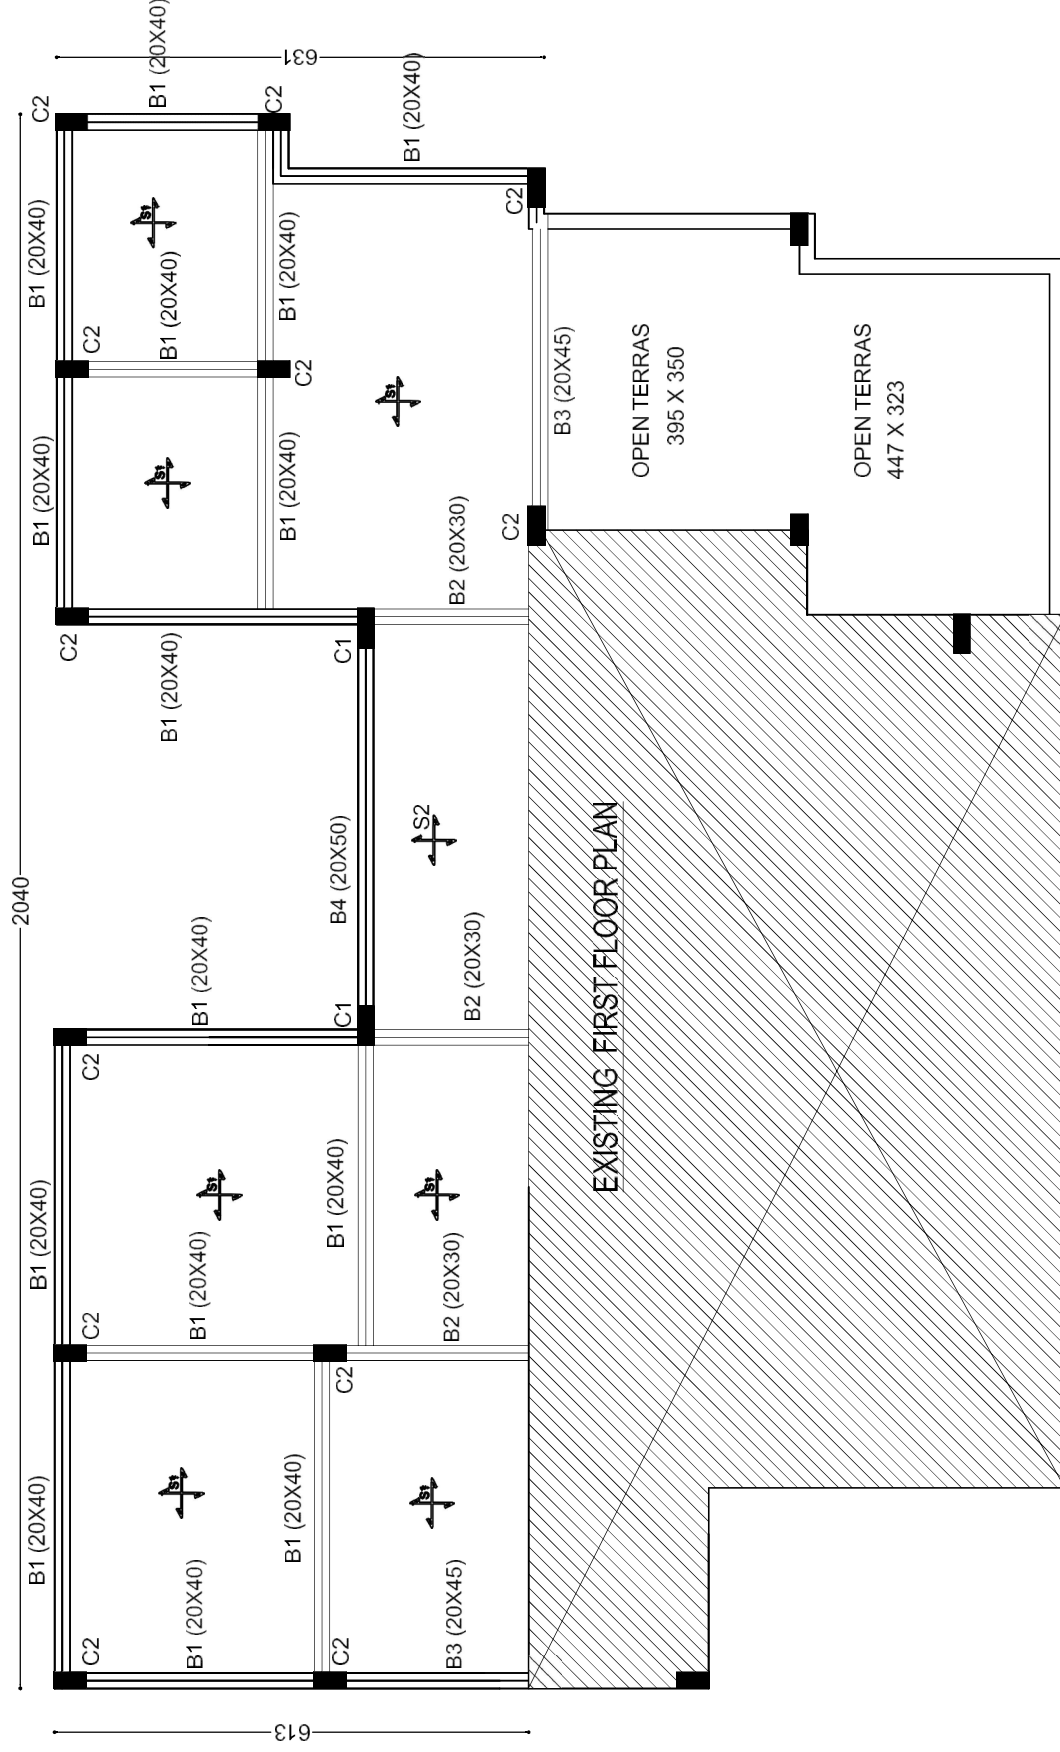 B1 (20X40)
631
B1 (20X40)
C2
C2
C2
B1 (20X40)
S1
B1 (20X40)
B1 (20X40)
C2
C2
B3 (20X45)
OPEN TERRAS
395 X 350
OPEN TERRAS
447 X 323
S1
B1 (20X40)
S1
B1 (20X40)
B2 (20X30)
C2
C2
B1 (20X40)
C1
2040
B1 (20X40)
B4 (20X50)
S2
B2 (20X30)
C1
C2
EXISTING FIRST FLOOR PLAN
B1 (20X40)
S1
B1 (20X40)
B1 (20X40)
S1
B2 (20X30)
C2
C2
B1 (20X40)
S1
B1 (20X40)
B1 (20X40)
S1
B3 (20X45)
C2
C2
613